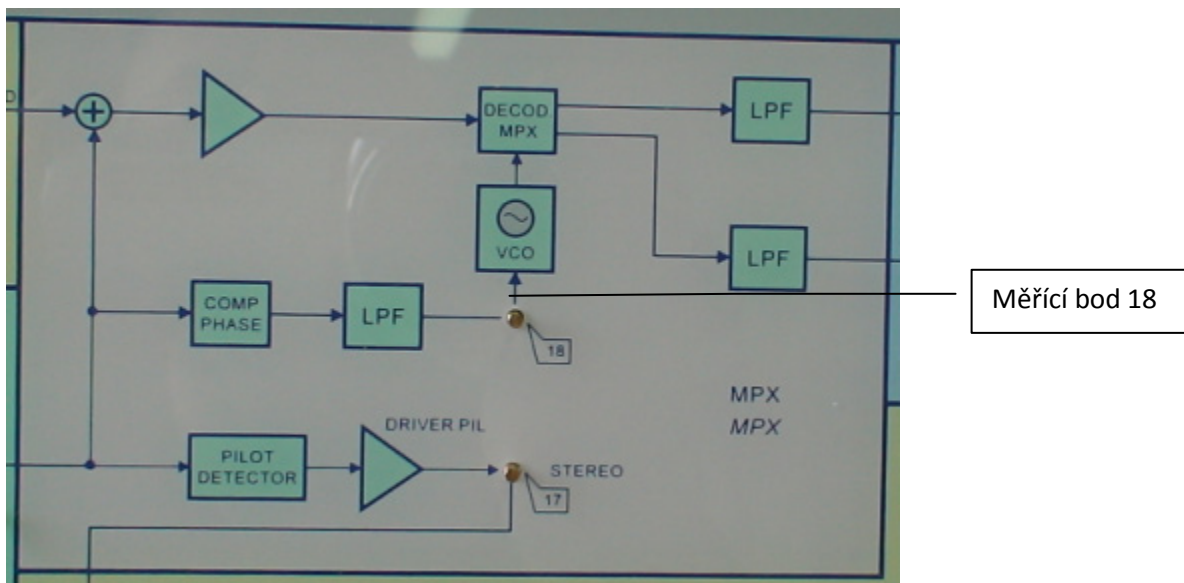 DECOD.
MPX
LPF
VCO
LPF
COMP
PHASE
LPF
18
Měřící bod 18
MPX
MPX
DRIVER PIL
PILOT
DETECTOR
STEREO
17